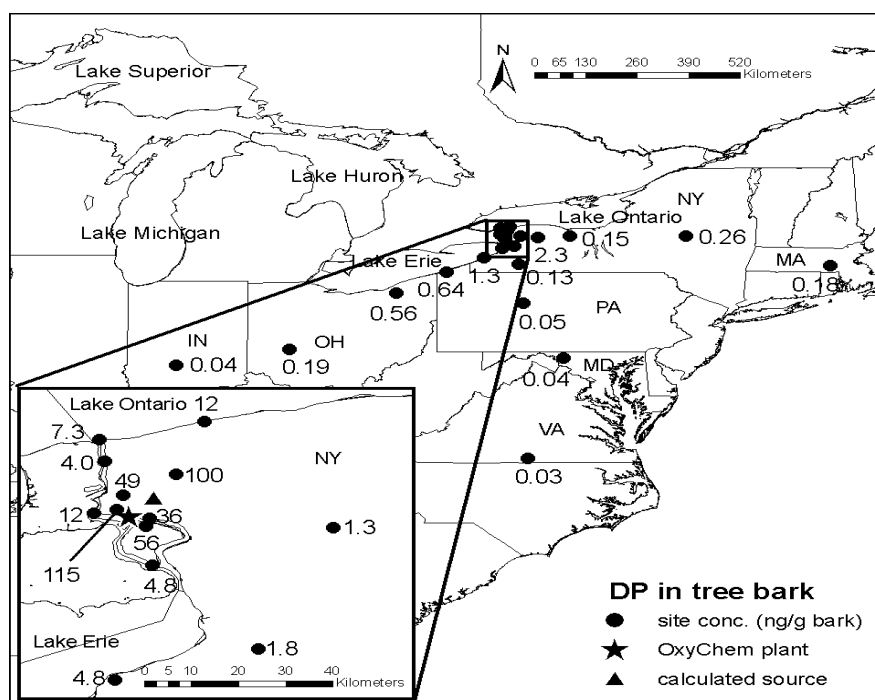 N
0 65 130 260 390 520
Kilometers
Lake Superior
Lake Huron
Lake Michigan
NY
Lake Ontario
0.15
0.26
2.3
Lake Erie
1.3
0.13
MA
0.18
0.64
0.56
PA
0.05
IN
OH
0.04
0.19
MD
0.04
VA
0.03
Lake Ontario 12
7.3
NY
4.0
100
49
12
36
1.3
56
115
4.8
Lake Erie
1.8
4.8
0 5 10 20 30 40
Kilometers
DP in tree bark
site conc. (ng/g bark)
OxyChem plant
calculated source